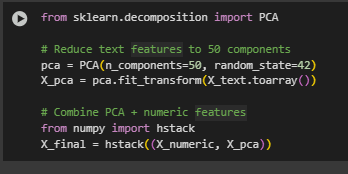 from sklearn.decomposition import PCA
# Reduce text features to 50 components
pca = PCA(n_components=50, random_state=42)
X_pca = pca.fit_transform(X_text.toarray())
# Combine PCA + numeric features
from numpy import hstack
X_final = hstack((X_numeric, X_pca))